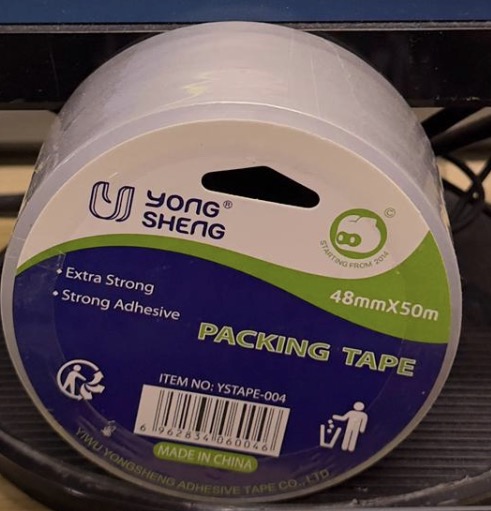 YONG®
SHENG
©
STARTING FROM 2014
• Extra Strong
• Strong Adhesive
48mmX50m
PACKING TAPE
ITEM NO: YSTAPE-004
6 962834 060046
MADE IN CHINA
YIWU YONGSHENG ADHESIVE TAPE CO., LTD